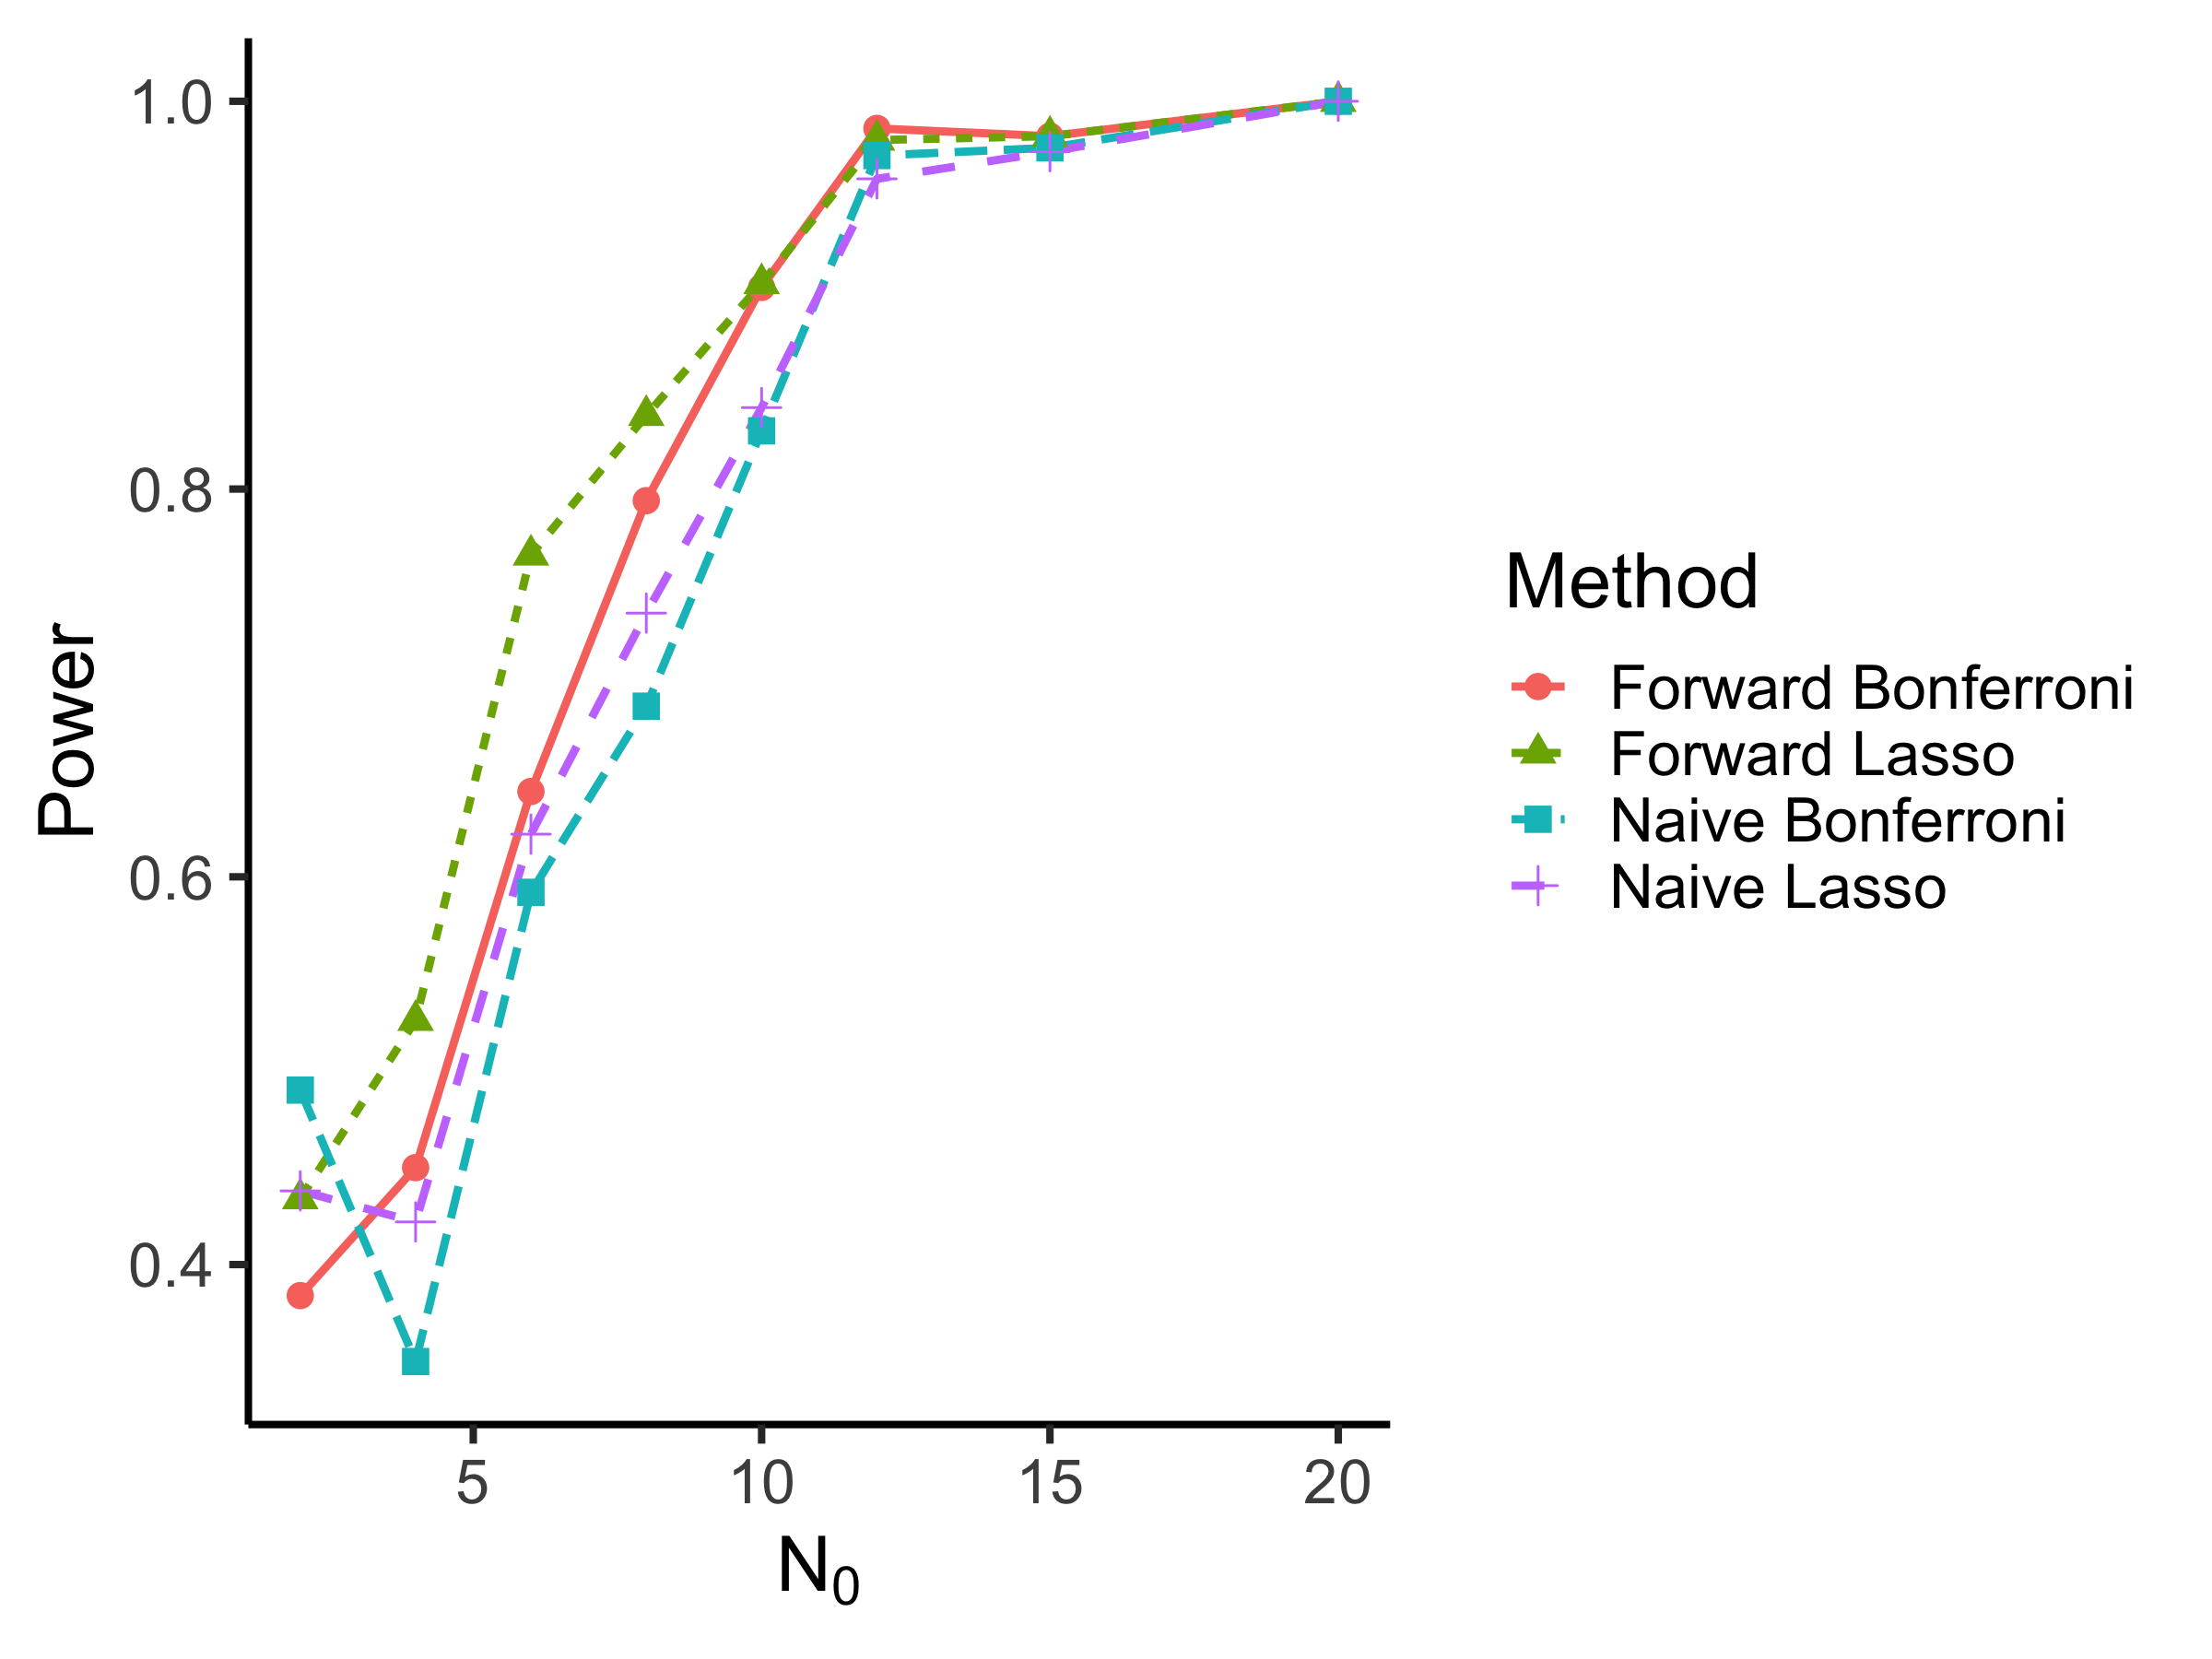 1.0
0.8
0.6
0.4
Power
5 10 15 20
N₀
Method
Forward Bonferroni
Forward Lasso
Naive Bonferroni
Naive Lasso